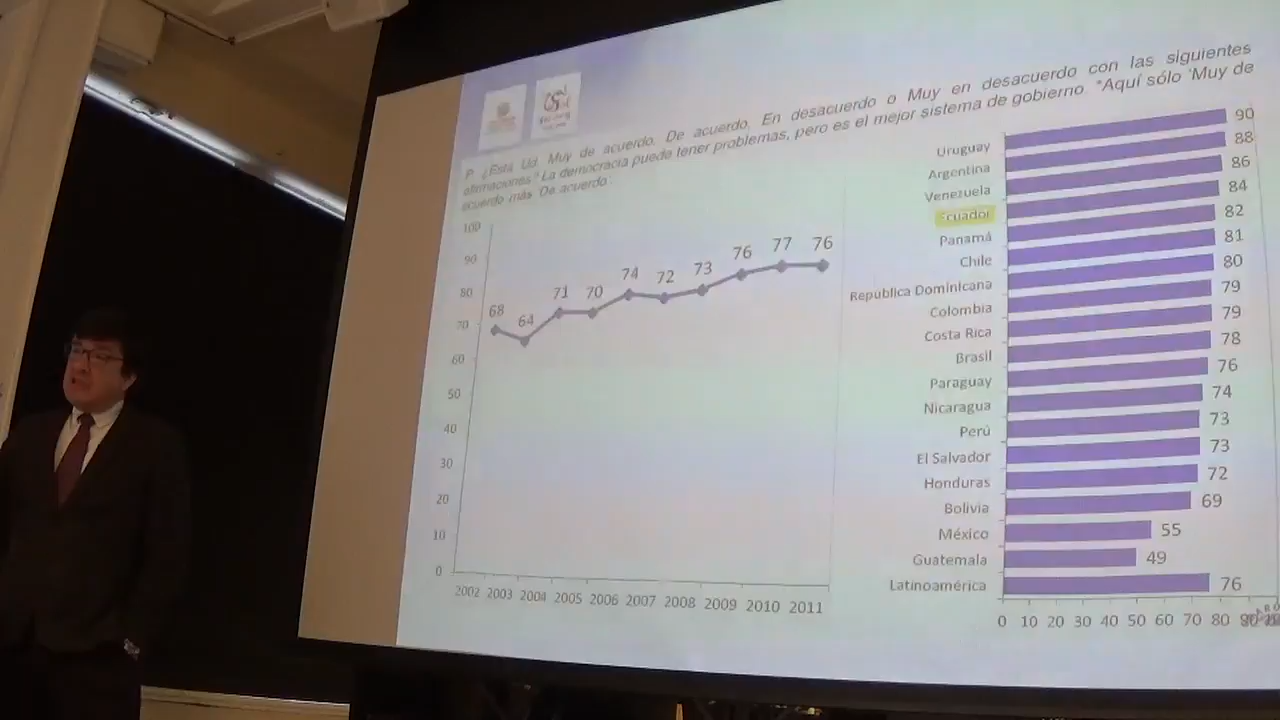 P. ¿Está Ud. Muy de acuerdo, De acuerdo, En desacuerdo o Muy en desacuerdo con las siguientes
afirmaciones? La democracia puede tener problemas, pero es el mejor sistema de gobierno. *Aquí sólo 'Muy de
acuerdo más 'De acuerdo'.
100
90
80
70
60
50
40
30
20
10
0
68 64 71 70 74 72 73 76 77 76
2002 2003 2004 2005 2006 2007 2008 2009 2010 2011
Uruguay 90
Argentina 88
Venezuela 86
Ecuador 84
Panamá 82
Chile 81
República Dominicana 80
Colombia 79
Costa Rica 79
Brasil 78
Paraguay 76
Nicaragua 74
Perú 73
El Salvador 73
Honduras 72
Bolivia 69
México 55
Guatemala 49
Latinoamérica 76
0 10 20 30 40 50 60 70 80 90